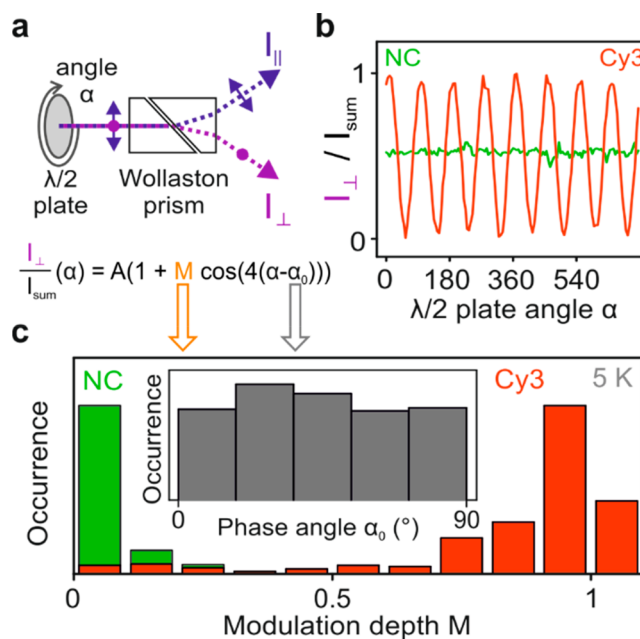 a
angle
α
λ/2
plate
Wollaston
prism
I||
I⊥
I⊥/Isum (α) = A(1 + M cos(4(α-α₀)))
b
NC
Cy3
1
0
I⊥ / Isum
0 180 360 540
λ/2 plate angle α
c
NC
Cy3
5 K
Occurrence
Occurrence
0
90
Phase angle α₀ (°)
0 0.5 1
Modulation depth M